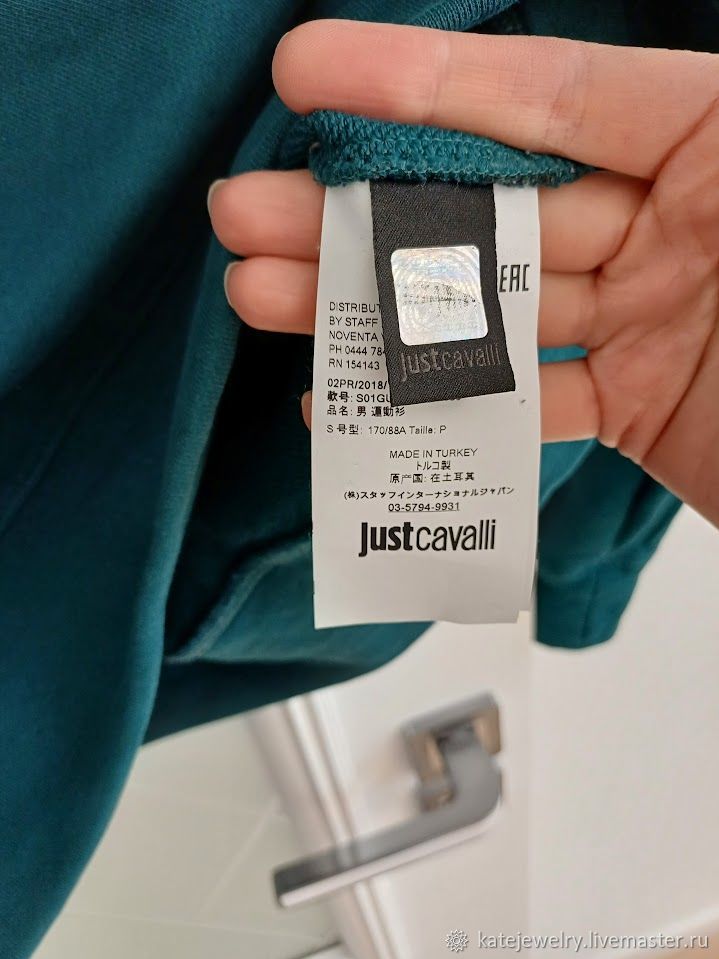 EAC
justcavalli
DISTRIBUT
BY STAFF
NOVENTA
PH 0444 78
RN 154143
02PR/2018/
款号: S01GU
品名: 男 運動衫
S 号型: 170/88A Taille: P
MADE IN TURKEY
トルコ製
原产国: 在土耳其
(株)スタッフインターナショナルジャパン
03-5794-9931
justcavalli
katejewelry.livemaster.ru